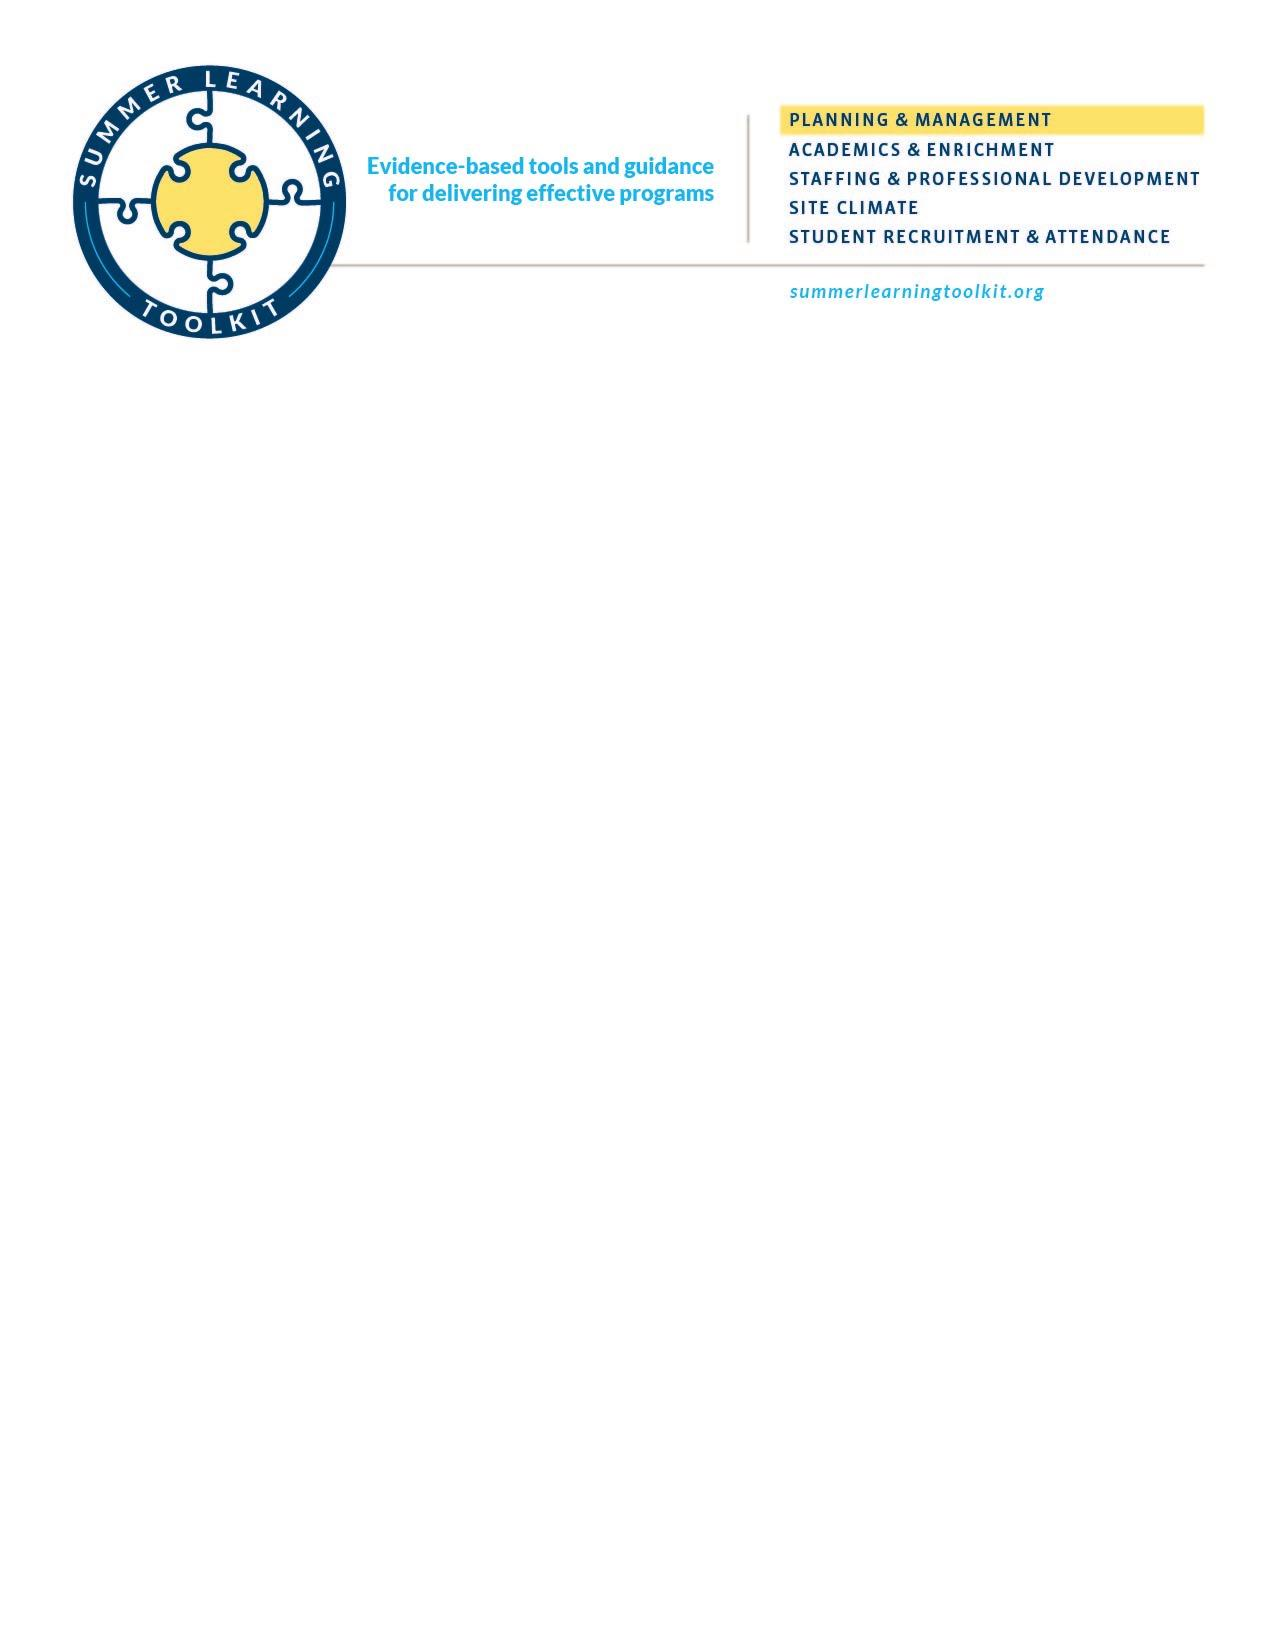 SUMMER LEARNING
TOOLKIT
Evidence-based tools and guidance
for delivering effective programs
PLANNING & MANAGEMENT
ACADEMICS & ENRICHMENT
STAFFING & PROFESSIONAL DEVELOPMENT
SITE CLIMATE
STUDENT RECRUITMENT & ATTENDANCE
summerlearningtoolkit.org